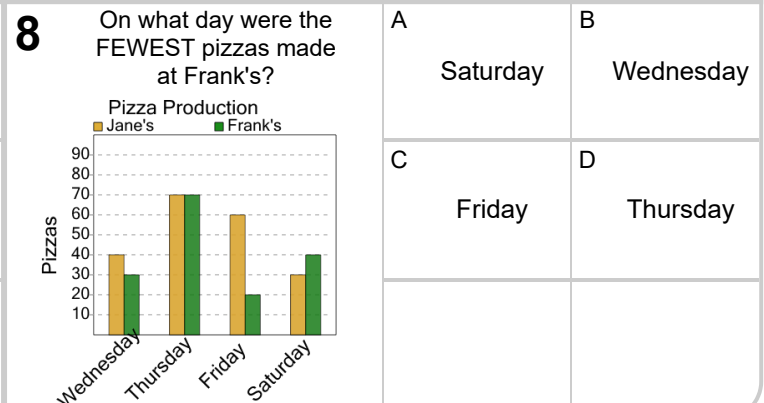 8
On what day were the
FEWEST pizzas made
at Frank's?
Pizza Production
Jane's Frank's
90
80
70
60
50
40
30
20
10
Pizzas
Wednesday Thursday Friday Saturday
A
Saturday
B
Wednesday
C
Friday
D
Thursday